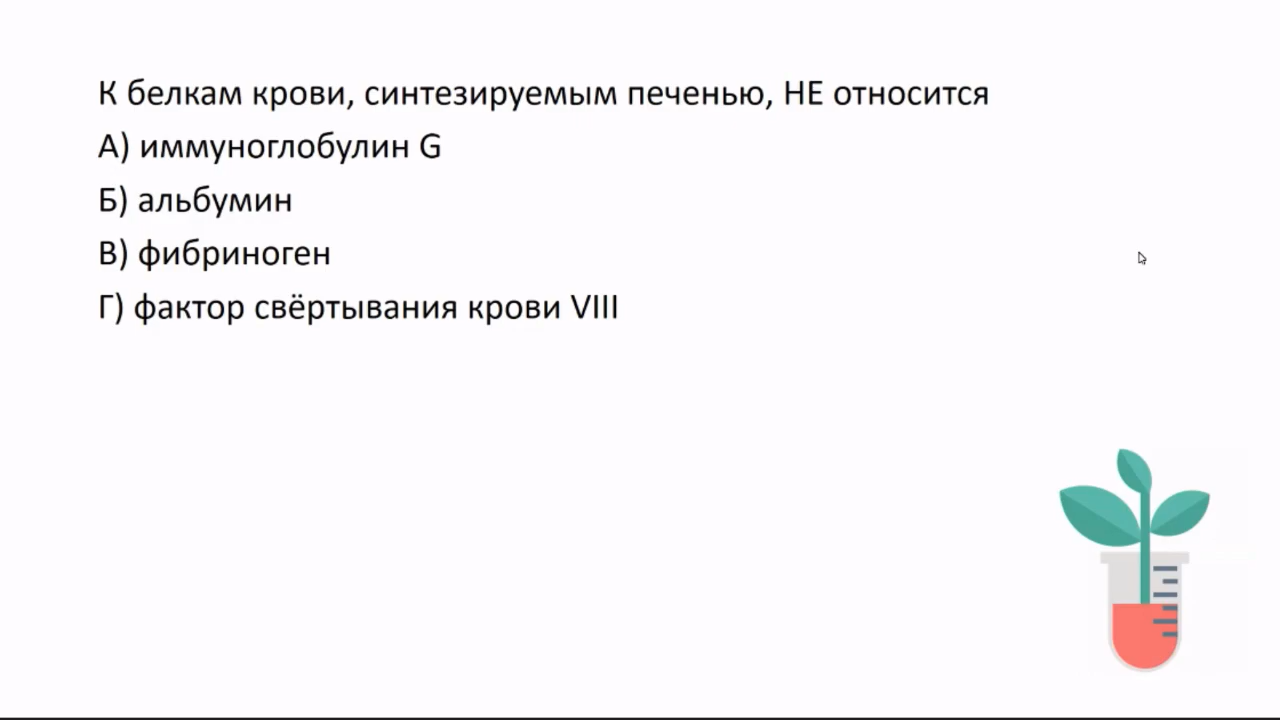 К белкам крови, синтезируемым печенью, НЕ относится
А) иммуноглобулин G
Б) альбумин
В) фибриноген
Г) фактор свёртывания крови VIII